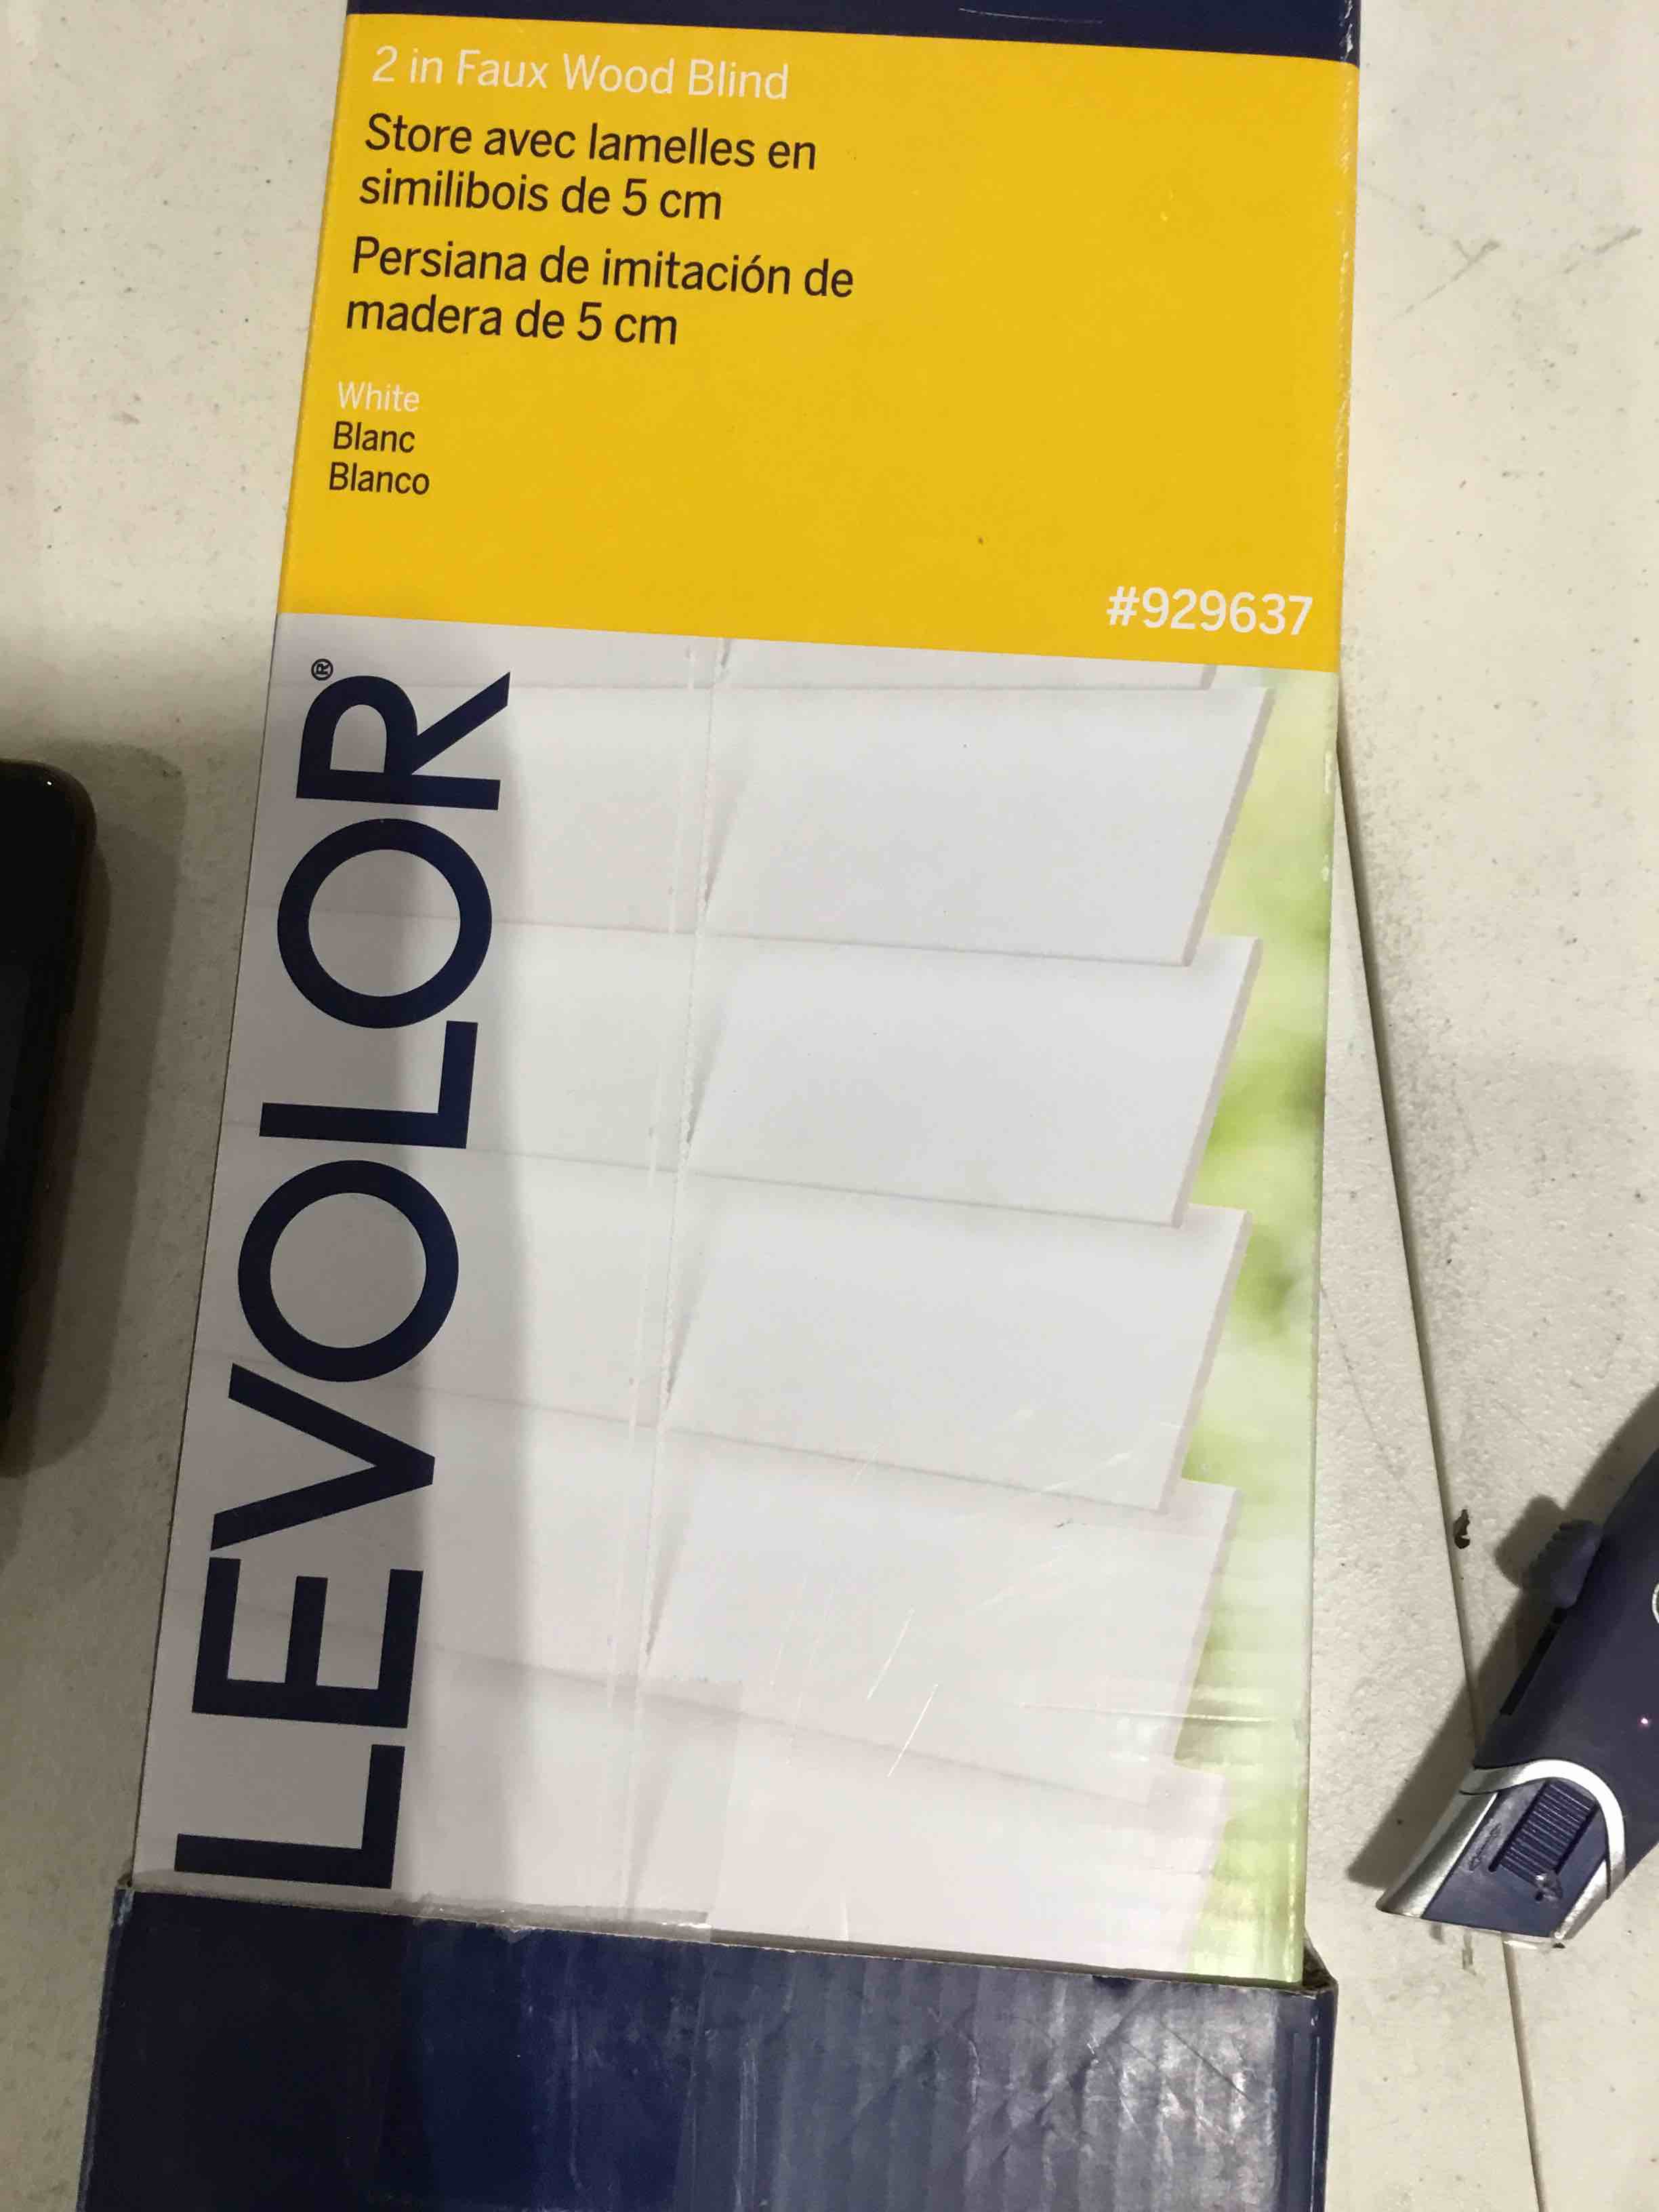 2 in Faux Wood Blind
Store avec lamelles en
similibois de 5 cm
Persiana de imitación de
madera de 5 cm
White
Blanc
Blanco
#929637
LEVOLOR®